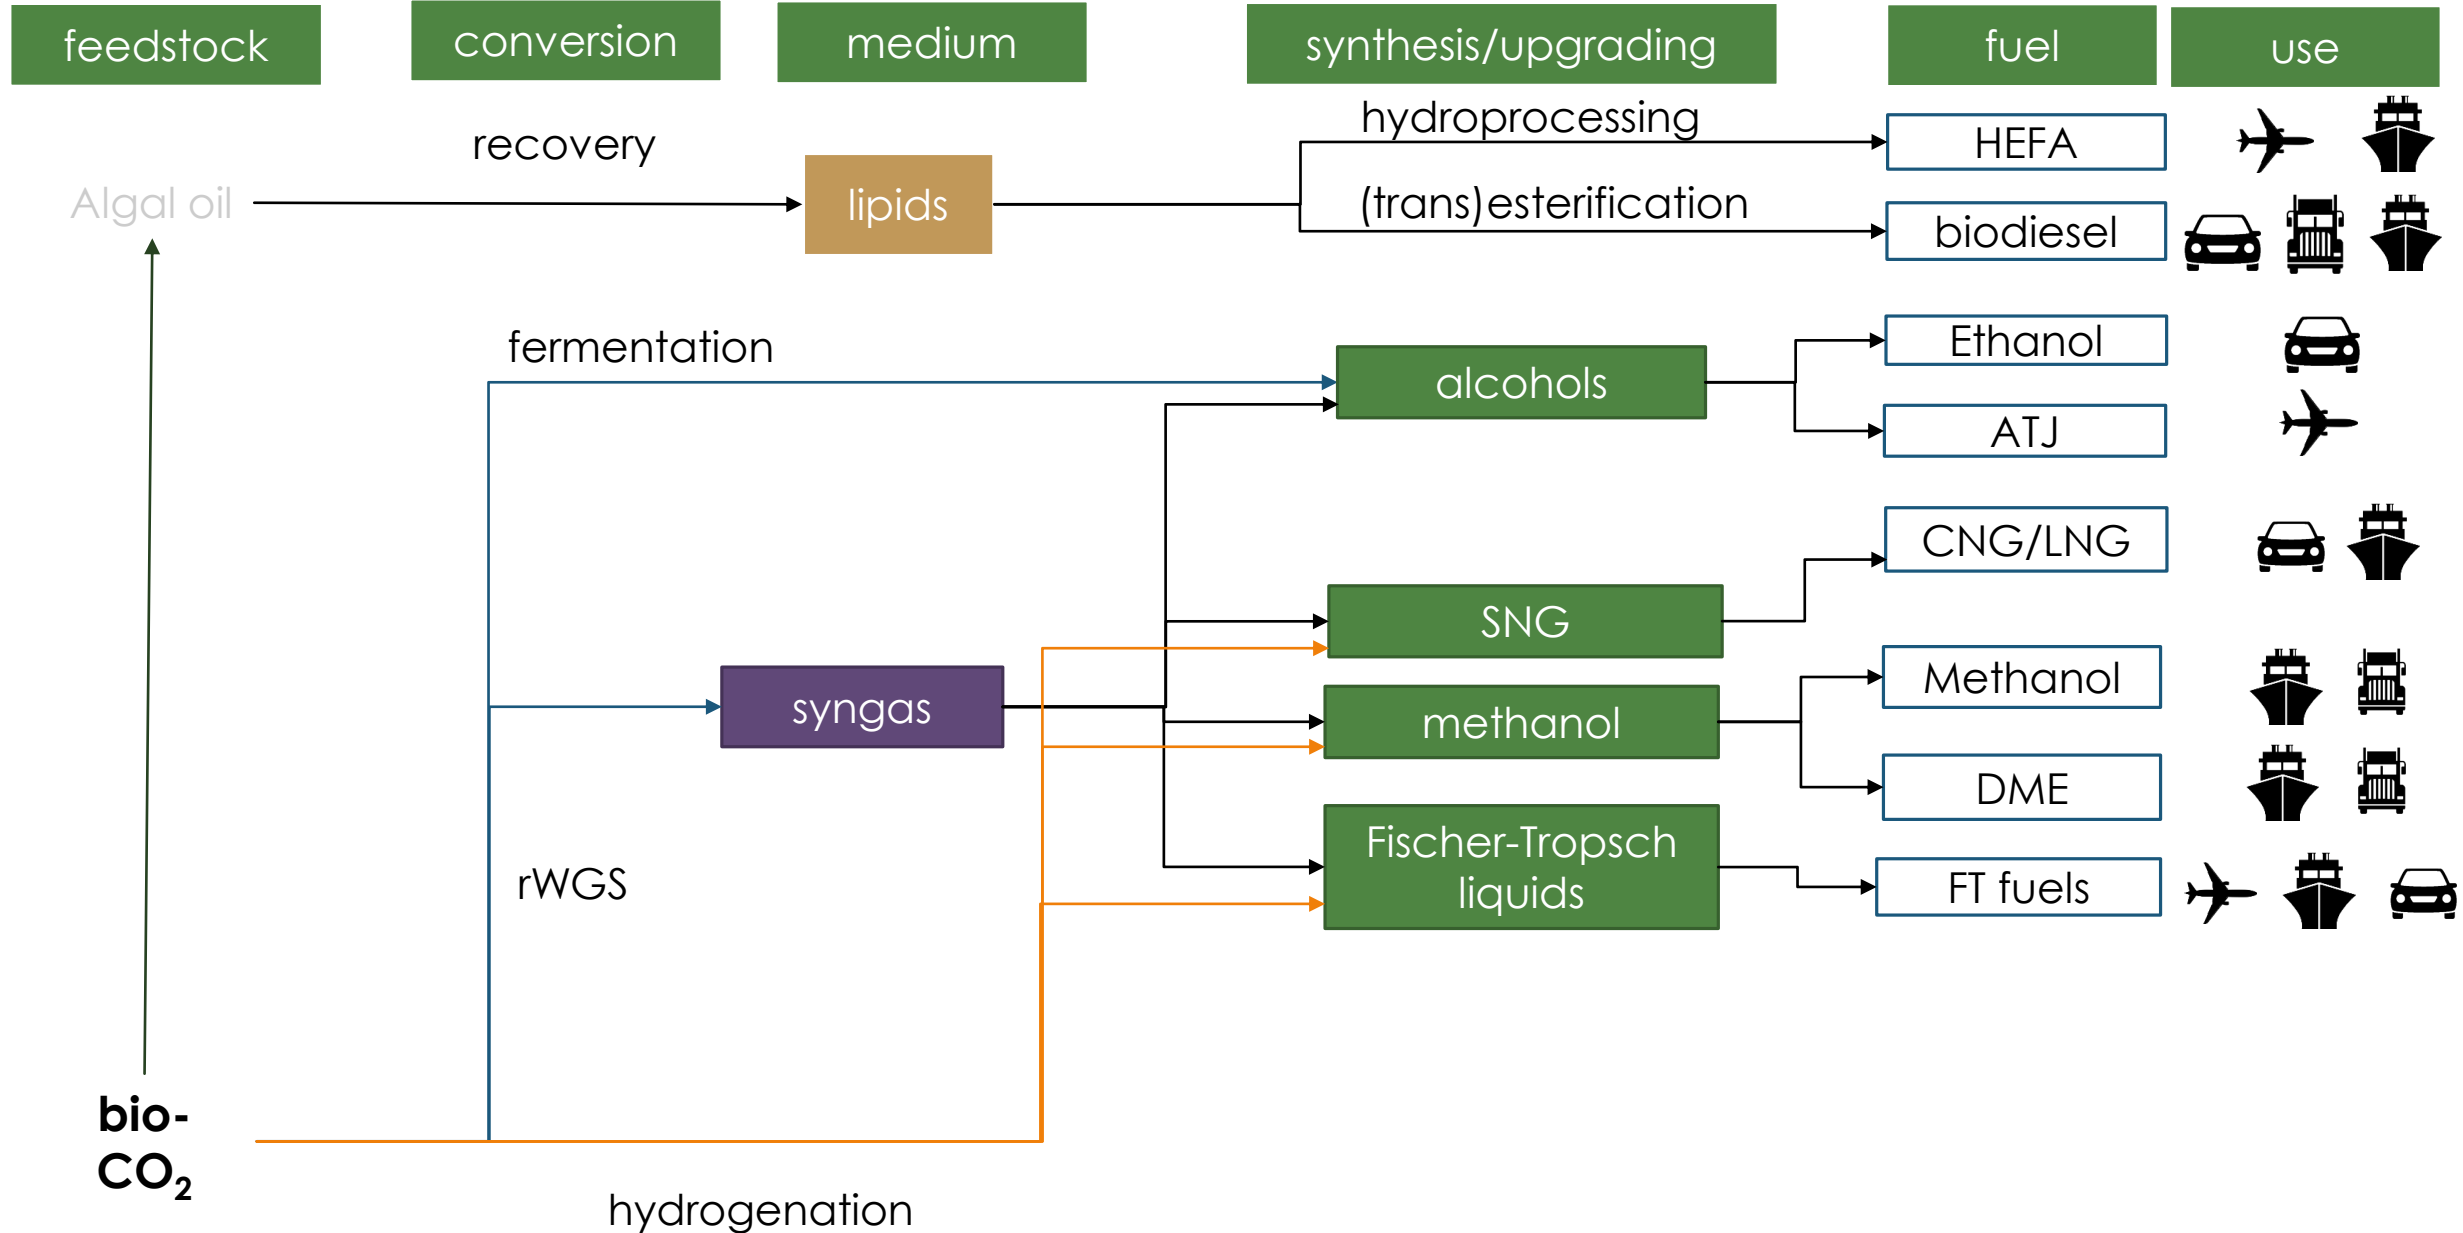 feedstock
conversion
medium
synthesis/upgrading
fuel
use
hydroprocessing
HEFA
recovery
Algal oil
lipids
(trans)esterification
biodiesel
fermentation
Ethanol
alcohols
ATJ
CNG/LNG
SNG
Methanol
syngas
methanol
DME
Fischer-Tropsch
liquids
rWGS
FT fuels
bio-
CO₂
hydrogenation